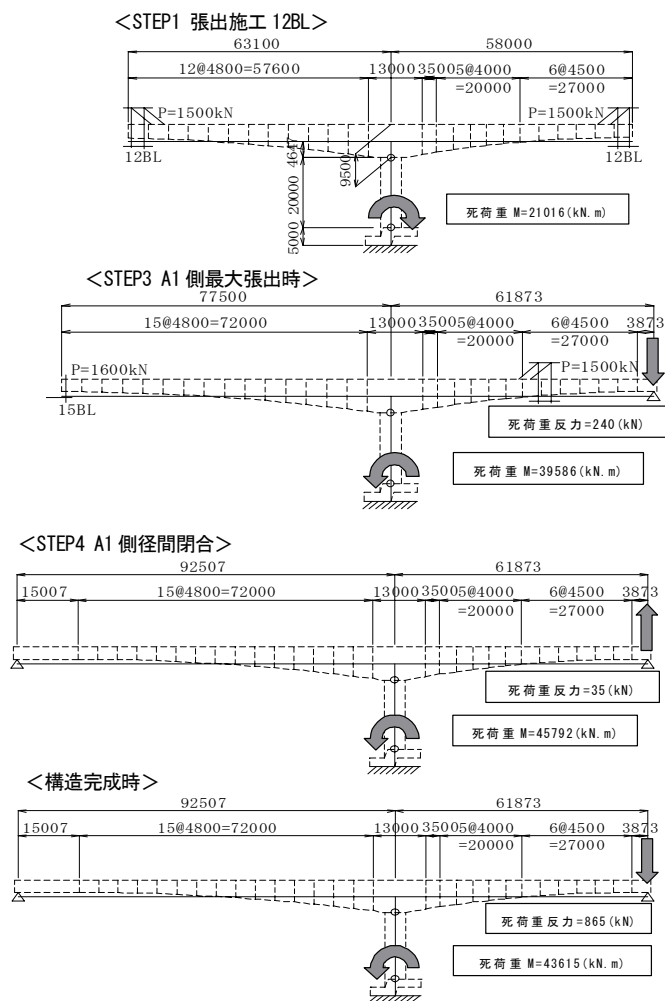 ＜STEP1 張出施工 12BL＞
63100 58000
12@4800=57600 13000 3500 5@4000 6@4500
=20000 =27000
P=1500kN P=1500kN
12BL 12BL
4647
9500
20000
5000
死荷重 M=21016(kN.m)
＜STEP3 A1 側最大張出時＞
77500 61873
15@4800=72000 13000 3500 5@4000 6@4500 3873
=20000 =27000
P=1600kN P=1500kN
15BL
死荷重反力=240(kN)
死荷重 M=39586(kN.m)
＜STEP4 A1 側径間閉合＞
92507 61873
15007 15@4800=72000 13000 3500 5@4000 6@4500 3873
=20000 =27000
死荷重反力=35(kN)
死荷重 M=45792(kN.m)
＜構造完成時＞
92507 61873
15007 15@4800=72000 13000 3500 5@4000 6@4500 3873
=20000 =27000
死荷重反力=865(kN)
死荷重 M=43615(kN.m)